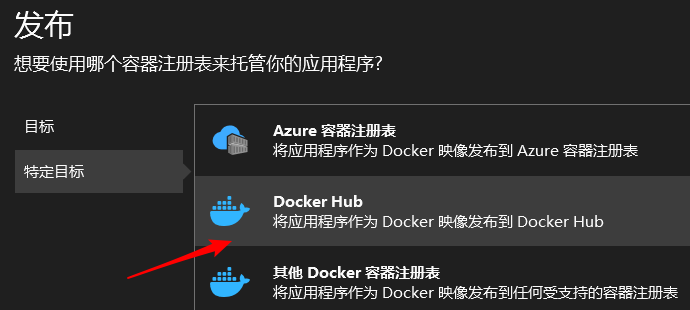 发布
想要使用哪个容器注册表来托管你的应用程序?
目标
特定目标
Azure 容器注册表
将应用程序作为 Docker 映像发布到 Azure 容器注册表
Docker Hub
将应用程序作为 Docker 映像发布到 Docker Hub
其他 Docker 容器注册表
将应用程序作为 Docker 映像发布到任何受支持的容器注册表